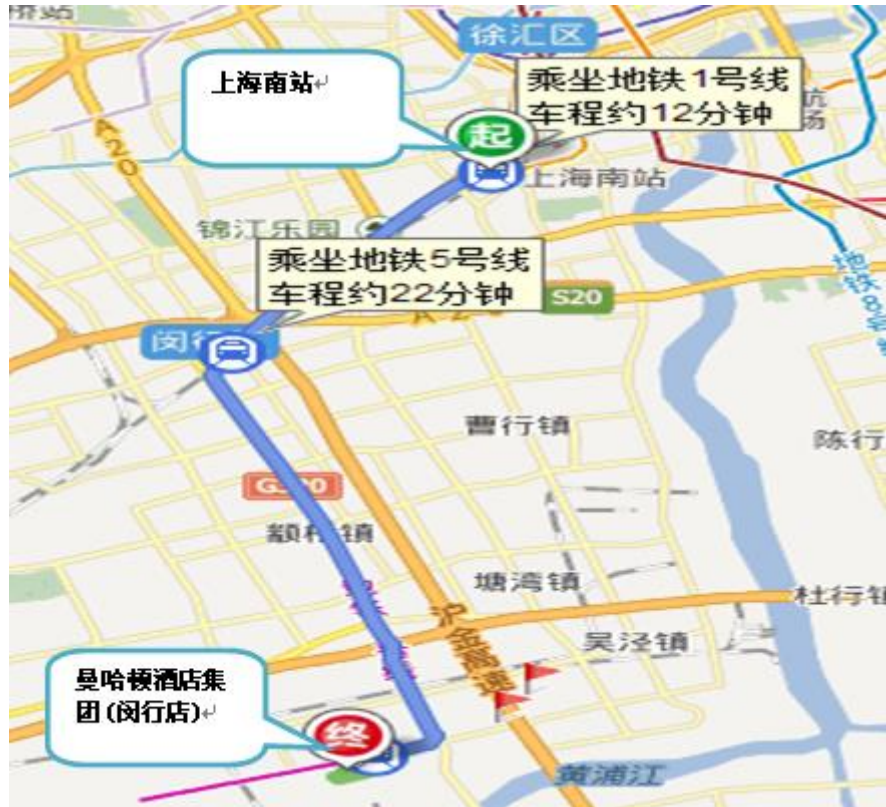 徐汇区
上海南站
乘坐地铁1号线
车程约12分钟
起
A20
上海南站
锦江乐园
乘坐地铁5号线
车程约22分钟
S20
地铁8号
闵行
曹行镇
陈行
颛桥镇
塘湾镇
杜行镇
沪金高速
吴泾镇
曼哈顿酒店集
团(闵行店)
终
黄浦江